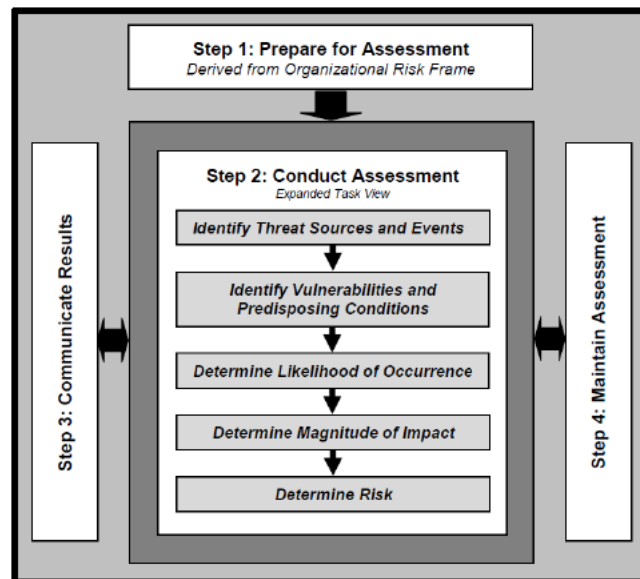 Step 1: Prepare for Assessment
Derived from Organizational Risk Frame
Step 3: Communicate Results
Step 2: Conduct Assessment
Expanded Task View
Identify Threat Sources and Events
Identify Vulnerabilities and
Predisposing Conditions
Determine Likelihood of Occurrence
Determine Magnitude of Impact
Determine Risk
Step 4: Maintain Assessment